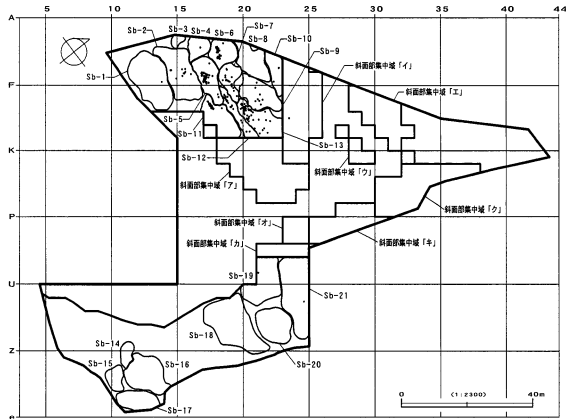 5 10 15 20 25 30 35 40 44
A
F
K
P
U
Z
Sb-1
Sb-2
Sb-3
Sb-4
Sb-6
Sb-7
Sb-8
Sb-10
Sb-9
Sb-5
Sb-11
Sb-12
Sb-13
斜面部集中域「イ」
斜面部集中域「エ」
斜面部集中域「ア」
斜面部集中域「ウ」
斜面部集中域「オ」
斜面部集中域「カ」
斜面部集中域「ク」
斜面部集中域「キ」
Sb-19
Sb-21
Sb-18
Sb-20
Sb-14
Sb-15
Sb-16
Sb-17
0 (1:2300) 40m